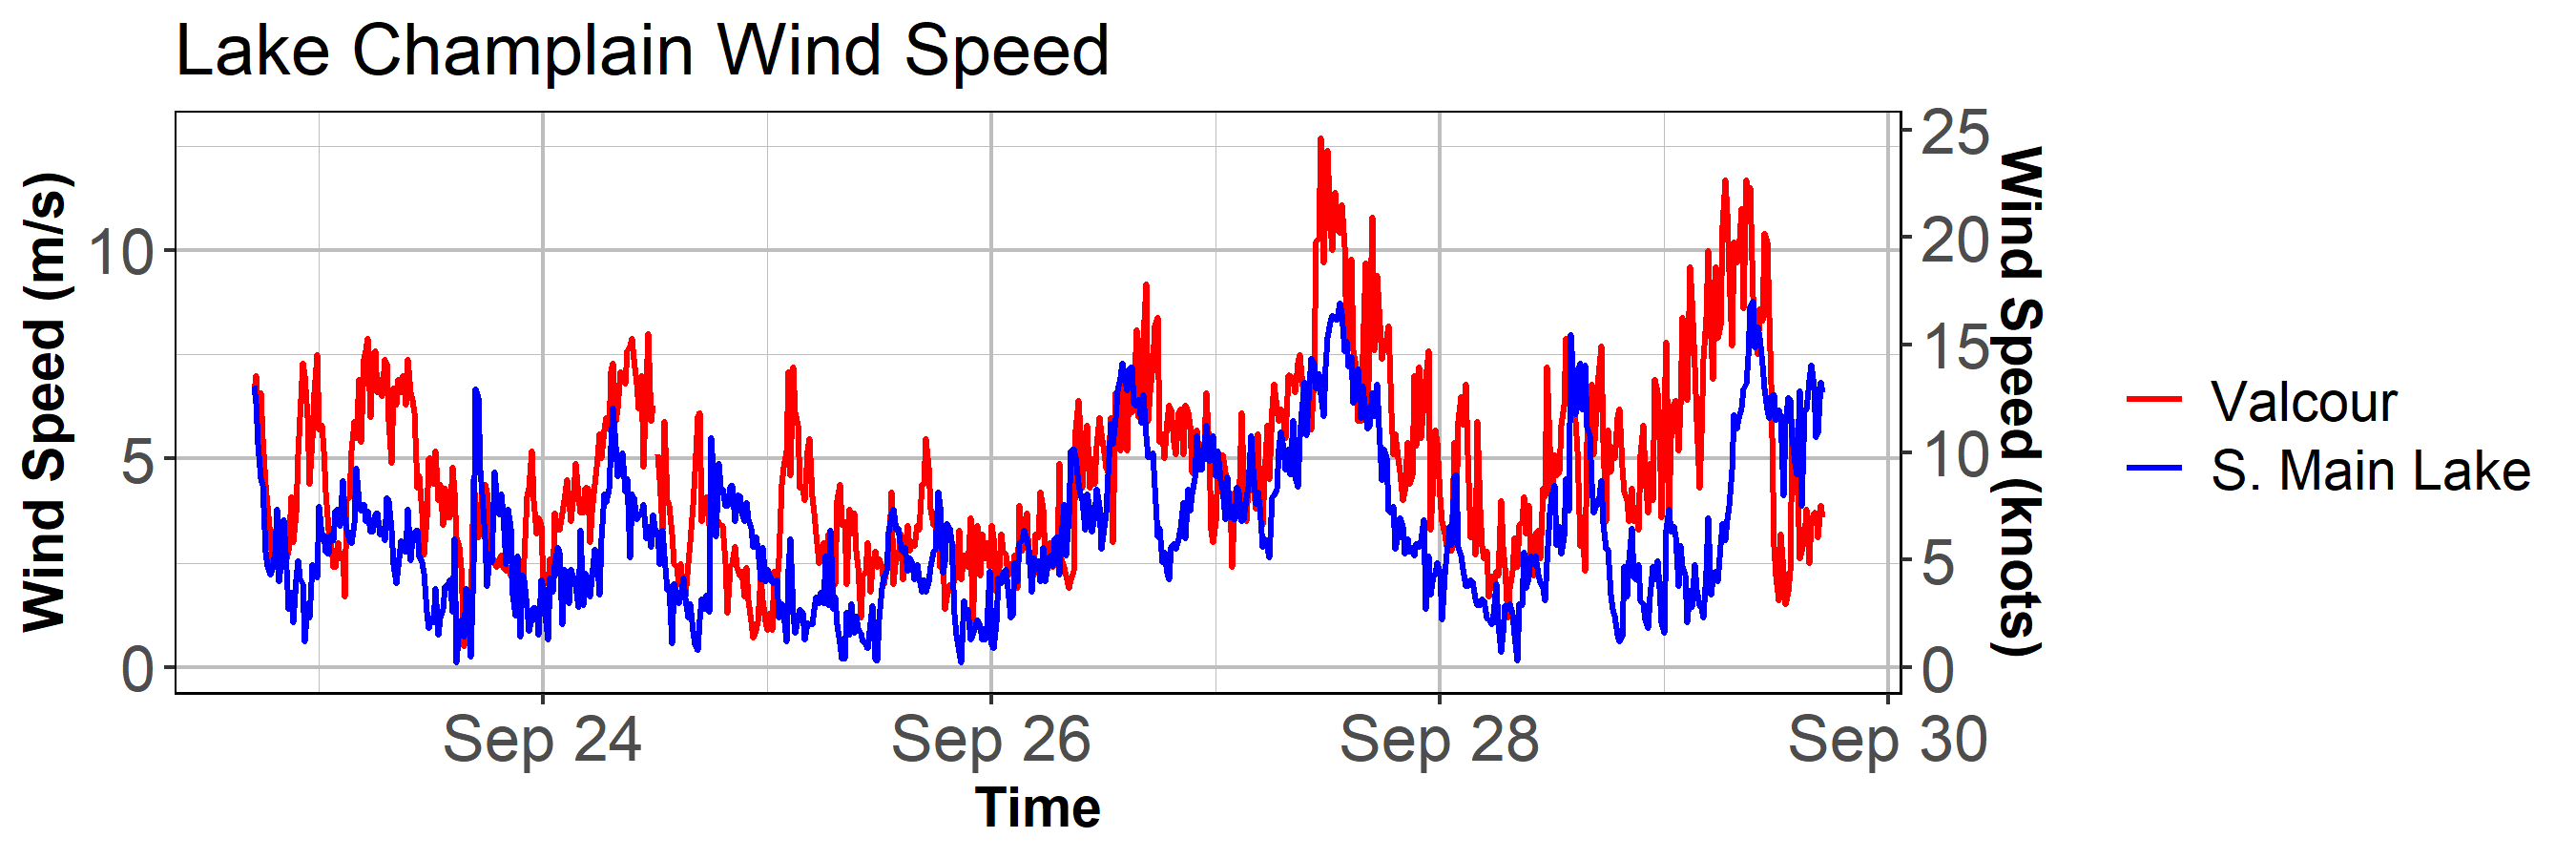 Lake Champlain Wind Speed
Wind Speed (m/s)
10
5
0
25
20
15
10
5
0
Wind Speed (knots)
Sep 24
Sep 26
Sep 28
Sep 30
Time
Valcour
S. Main Lake